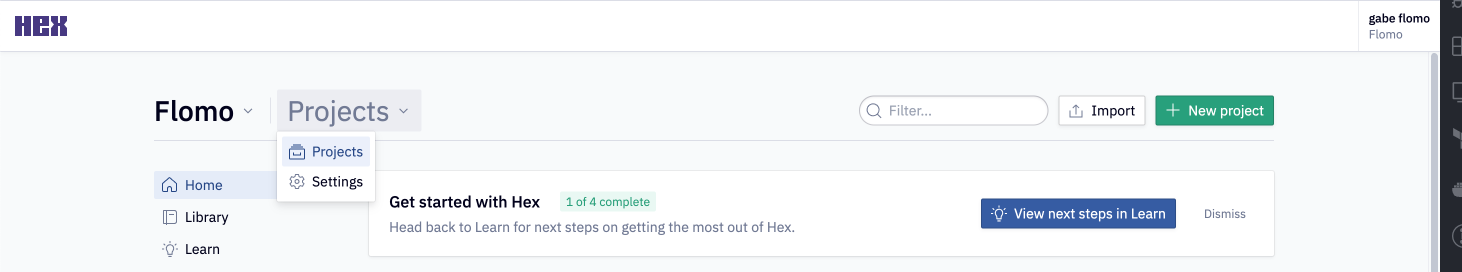 HEX
gabe flomo
Flomo
Flomo
Projects
Filter...
Import
New project
Projects
Settings
Home
Library
Learn
Get started with Hex
1 of 4 complete
Head back to Learn for next steps on getting the most out of Hex.
View next steps in Learn
Dismiss